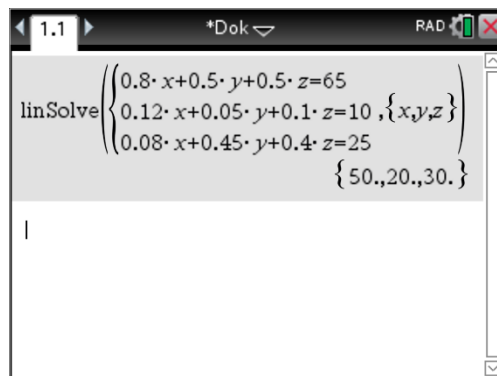 1.1 *Dok RAD
0.8· x+0.5· y+0.5· z=65
linSolve 0.12· x+0.05· y+0.1· z=10 ,{x,y,z}
0.08· x+0.45· y+0.4· z=25
{50.,20.,30.}